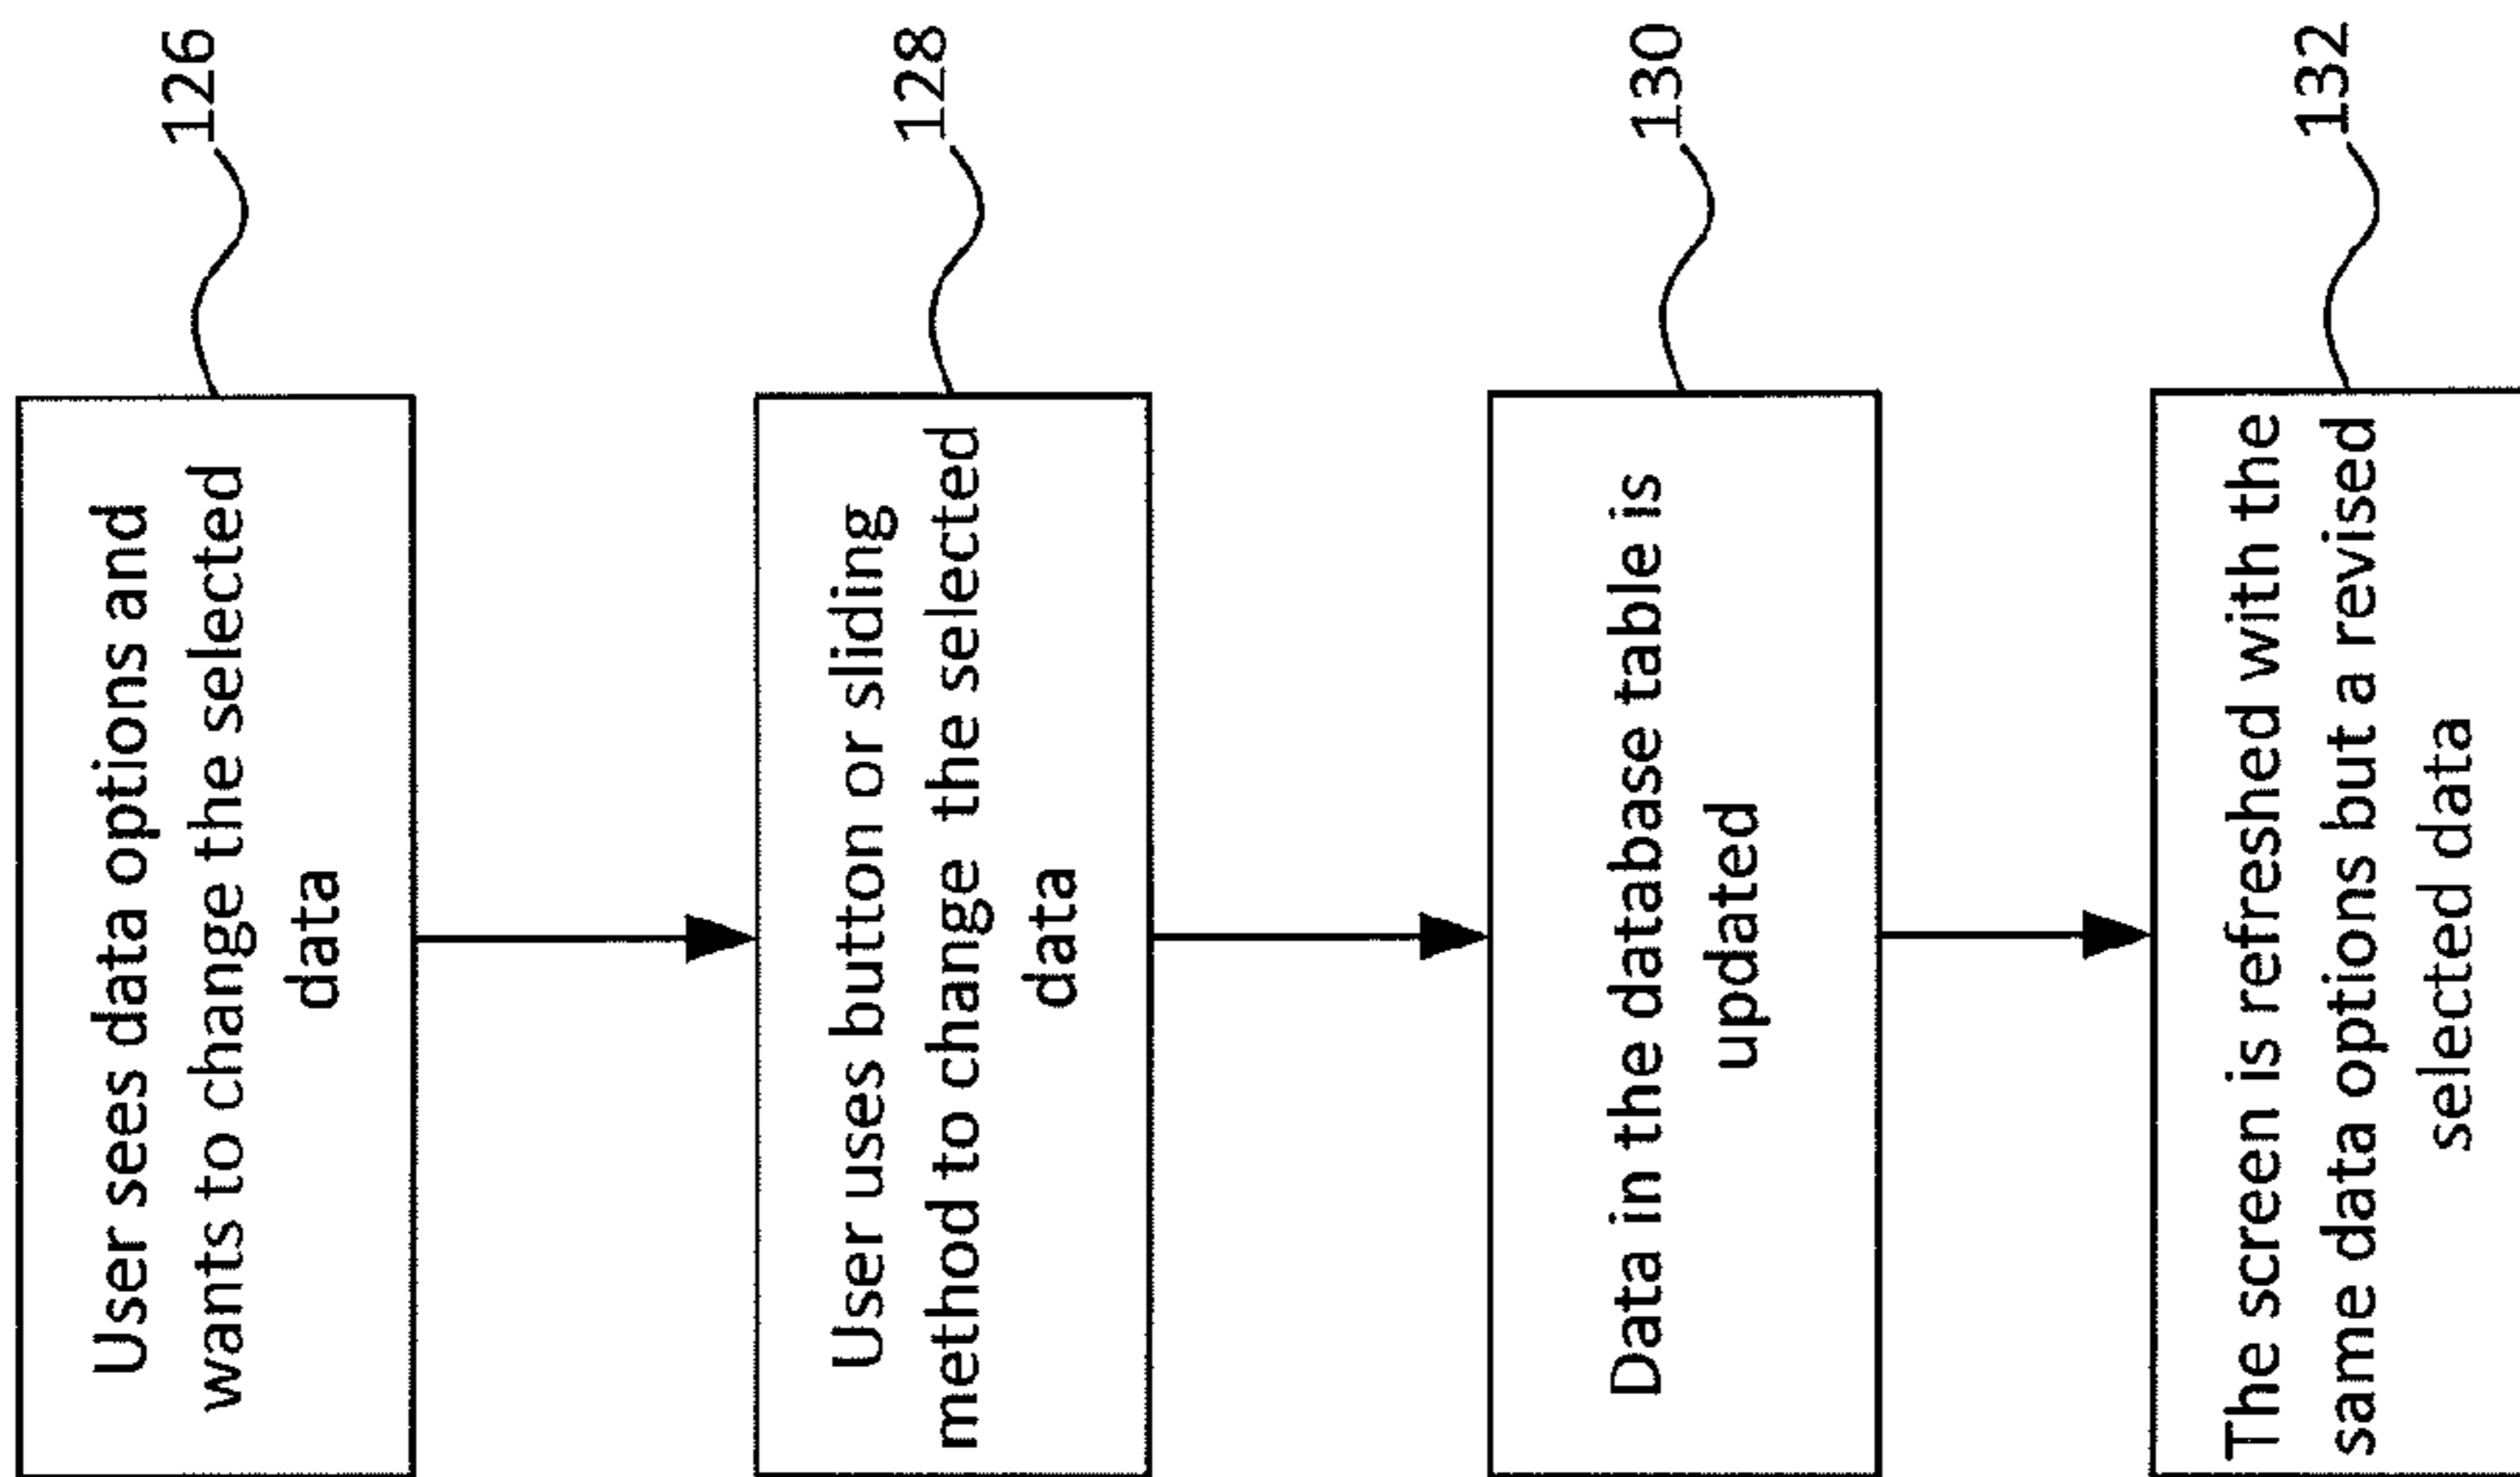 User sees data options and
wants to change the selected
data
126
User uses button or sliding
method to change the selected
data
128
Data in the database table is
updated
130
The screen is refreshed with the
same data options but a revised
selected data
132